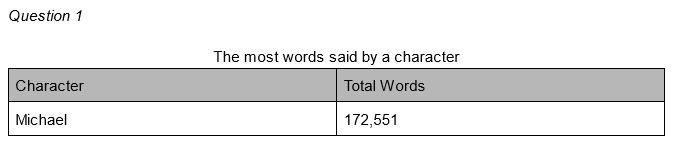 Question 1
The most words said by a character
Character Total Words
Michael 172,551